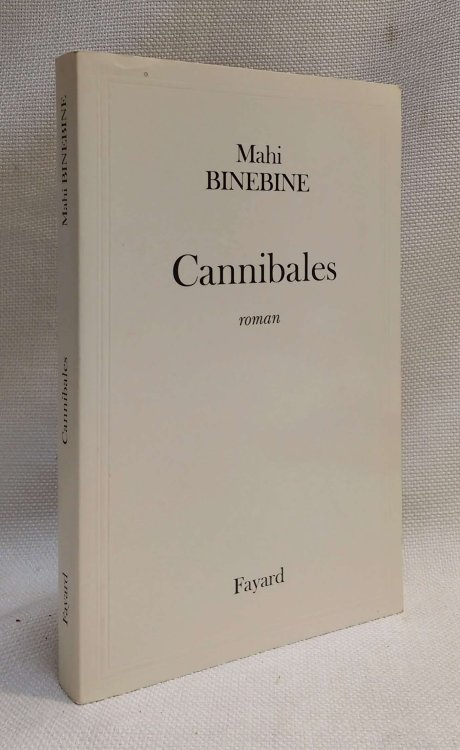 Mahi
BINEBINE
Cannibales
roman
Fayard
Mahi BINEBINE
Cannibales
Fayard